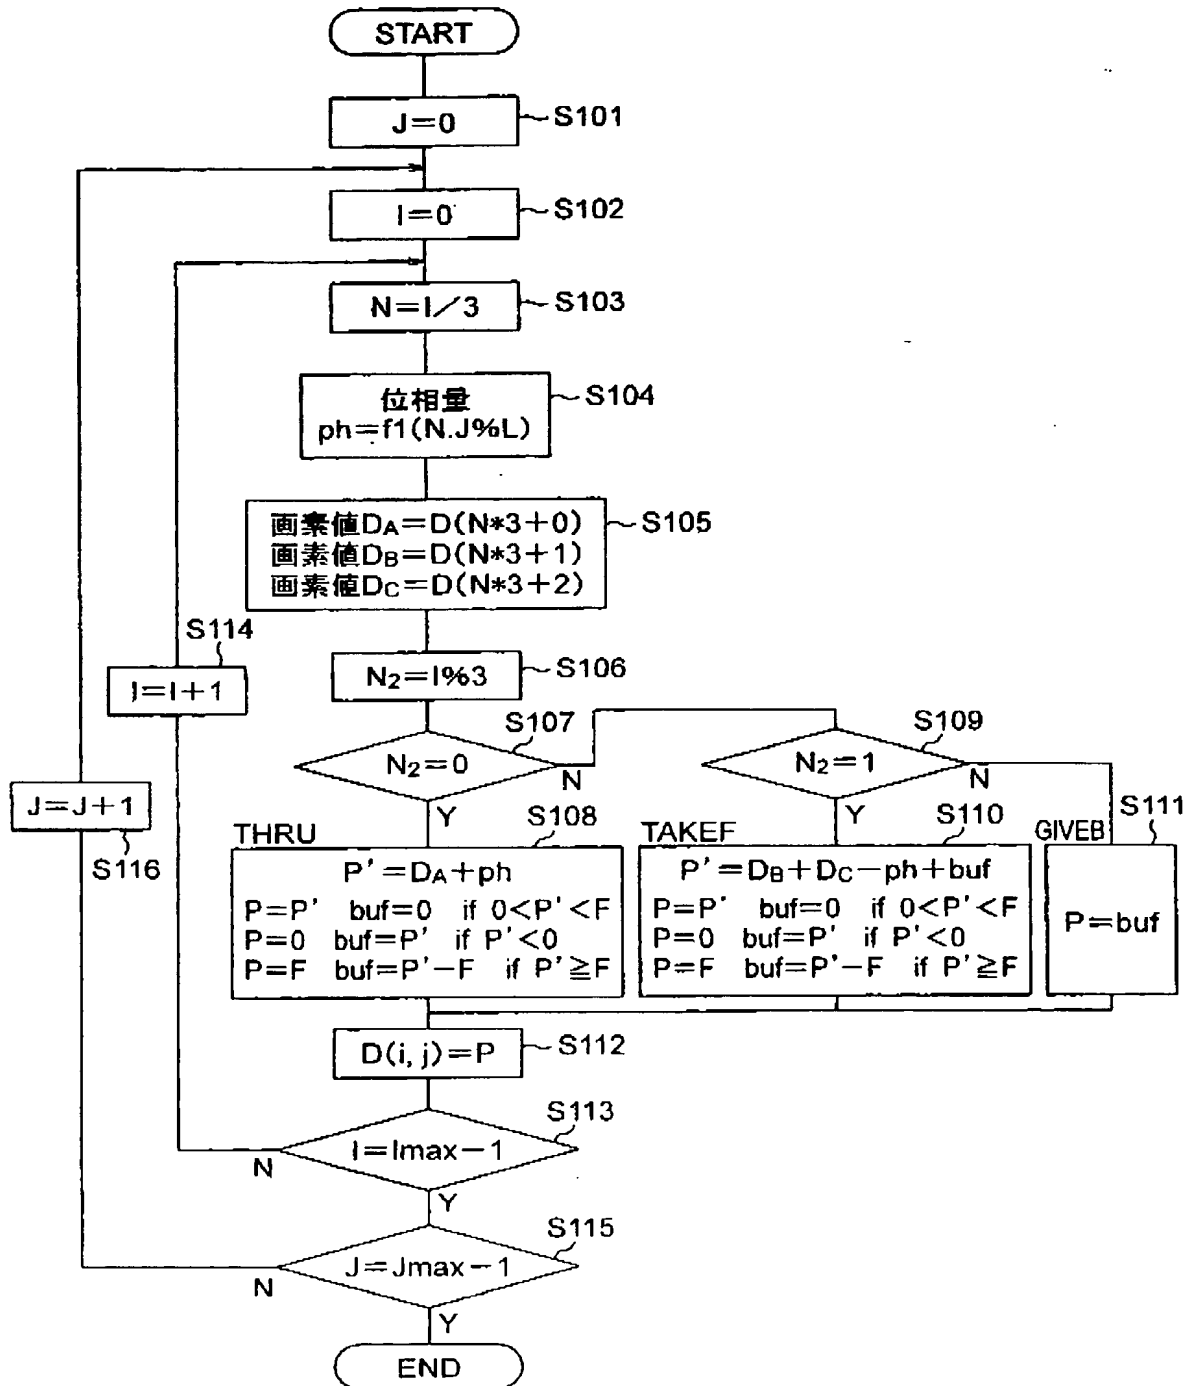 START
J=0
S101
I=0
S102
N=I/3
S103
位相量
ph=f1(N.J%L)
S104
画素値DA=D(N*3+0)
画素値DB=D(N*3+1)
画素値DC=D(N*3+2)
S105
S114
I=I+1
N2=I%3
S106
S107
N2=0
N
Y
S109
N2=1
N
Y
J=J+1
S116
THRU
S108
P'=DA+ph
P=P' buf=0 if 0<P'<F
P=0 buf=P' if P'<0
P=F buf=P'-F if P'≧F
TAKEF
S110
P'=DB+DC-ph+buf
P=P' buf=0 if 0<P'<F
P=0 buf=P' if P'<0
P=F buf=P'-F if P'≧F
GIVEB
S111
P=buf
D(i,j)=P
S112
S113
I=Imax-1
N
Y
S115
J=Jmax-1
N
Y
END